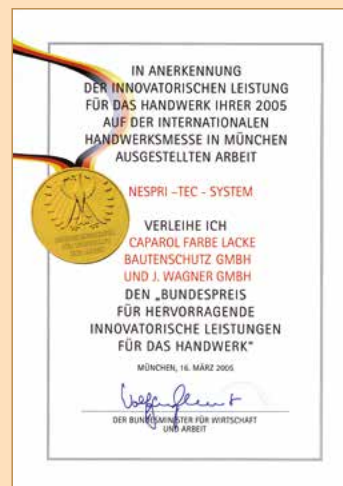 IN ANERKENNUNG
DER INNOVATORISCHEN LEISTUNG
FÜR DAS HANDWERK IHRER 2005
AUF DER INTERNATIONALEN
HANDWERKSMESSE IN MÜNCHEN
AUSGESTELLTEN ARBEIT
NESPRI –TEC - SYSTEM
VERLEIHE ICH
CAPAROL FARBE LACKE
BAUTENSCHUTZ GMBH
UND J. WAGNER GMBH
DEN „BUNDESPREIS
FÜR HERVORRAGENDE
INNOVATORISCHE LEISTUNGEN
FÜR DAS HANDWERK"
MÜNCHEN, 16. MÄRZ 2005
DER BUNDESMINISTER FÜR WIRTSCHAFT
UND ARBEIT